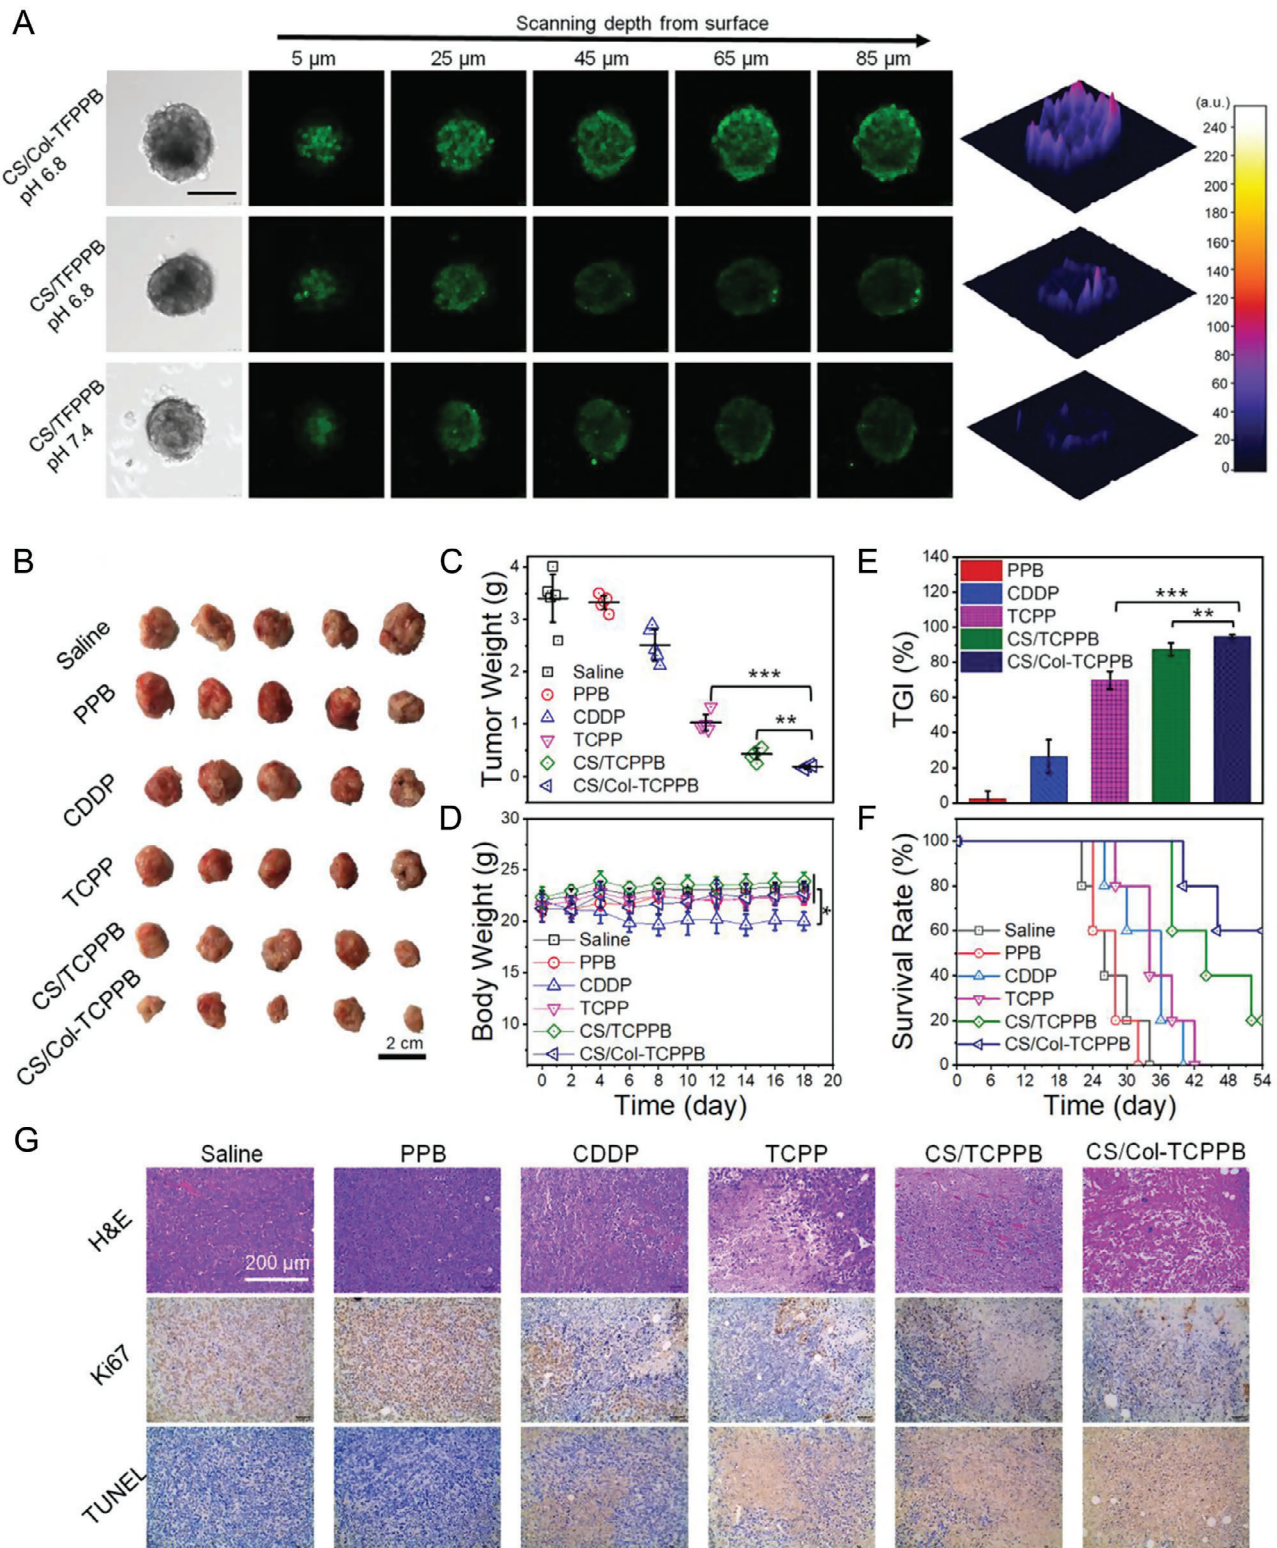 A
Scanning depth from surface
5 µm 25 µm 45 µm 65 µm 85 µm
CS/Col-TFPPB
pH 6.8
CS/TFPPB
pH 6.8
CS/TFPPB
pH 7.4
(a.u.)
240
220
200
180
160
140
120
100
80
60
40
20
0
B
Saline
PPB
CDDP
TCPP
CS/TCPPB
CS/Col-TCPPB
2 cm
C
Tumor Weight (g)
4
3
2
1
0
Saline
PPB
CDDP
TCPP
CS/TCPPB
CS/Col-TCPPB
***
**
D
Body Weight (g)
30
25
20
15
10
Saline
PPB
CDDP
TCPP
CS/TCPPB
CS/Col-TCPPB
*
0 2 4 6 8 10 12 14 16 18 20
Time (day)
E
TGI (%)
140
120
100
80
60
40
20
0
PPB
CDDP
TCPP
CS/TCPPB
CS/Col-TCPPB
***
**
F
Survival Rate (%)
100
80
60
40
20
0
Saline
PPB
CDDP
TCPP
CS/TCPPB
CS/Col-TCPPB
0 6 12 18 24 30 36 42 48 54
Time (day)
G
Saline PPB CDDP TCPP CS/TCPPB CS/Col-TCPPB
H&E
200 µm
Ki67
TUNEL